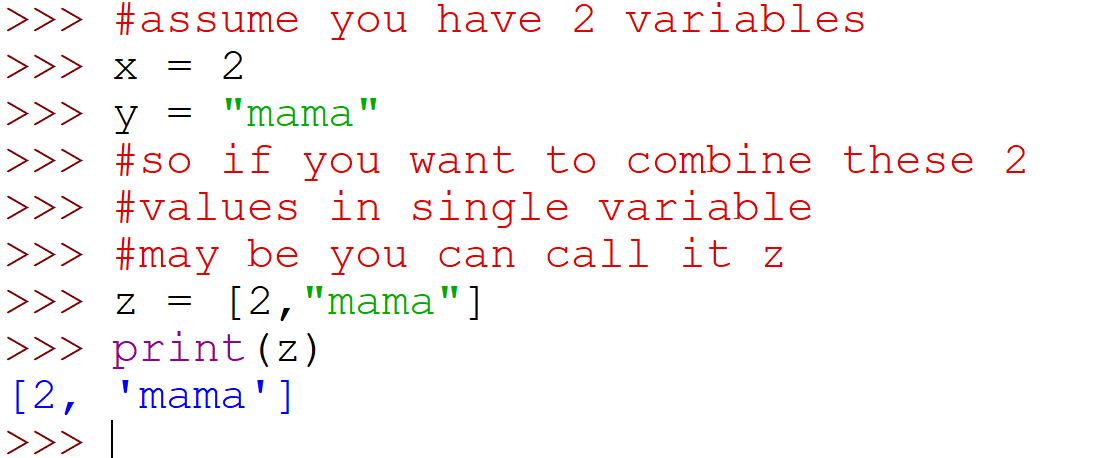 >>> #assume you have 2 variables
>>> x = 2
>>> y = "mama"
>>> #so if you want to combine these 2
>>> #values in single variable
>>> #may be you can call it z
>>> z = [2,"mama"]
>>> print(z)
[2, 'mama']
>>>